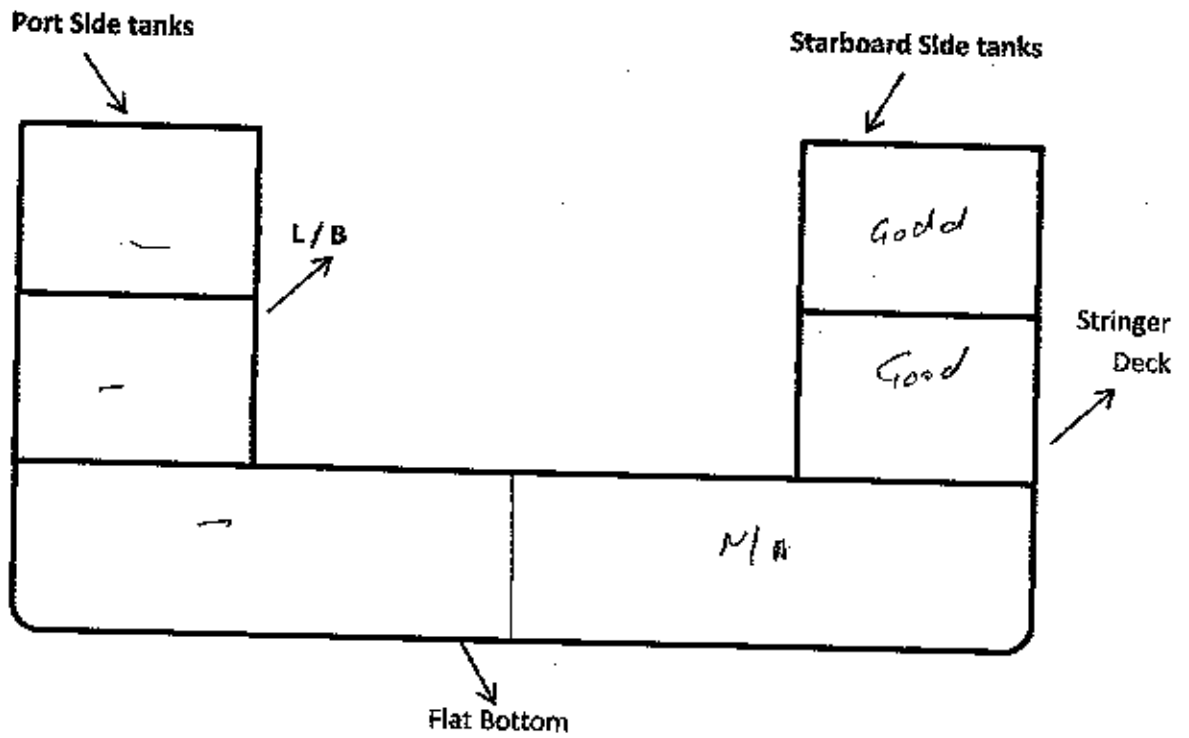 Port Side tanks
Starboard Side tanks
L / B
Godd
Stringer
Deck
Good
-
-
-
N/A
Flat Bottom